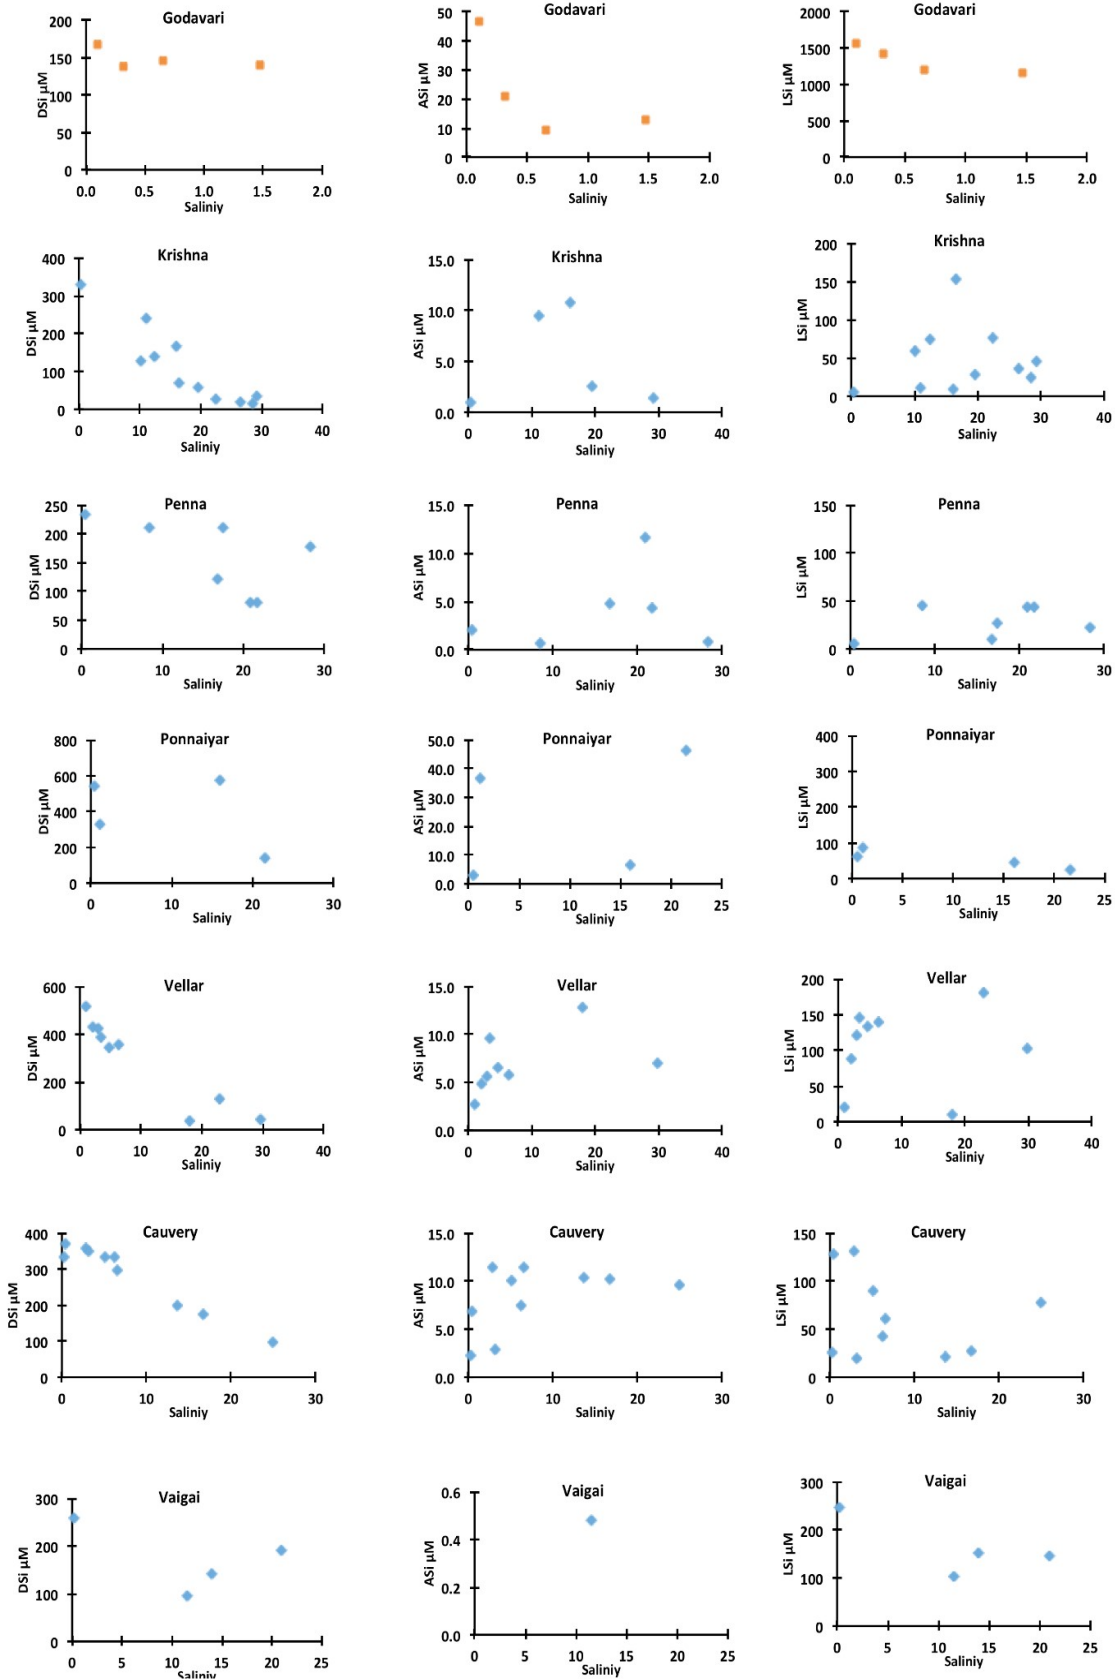 Godavari
DSi µM
200
150
100
50
0
0.0 0.5 1.0 1.5 2.0
Saliniy
Godavari
ASi µM
50
40
30
20
10
0
0.0 0.5 1.0 1.5 2.0
Saliniy
Godavari
LSi µM
2000
1500
1000
500
0
0.0 0.5 1.0 1.5 2.0
Saliniy
Krishna
DSi µM
400
300
200
100
0
0 10 20 30 40
Saliniy
Krishna
ASi µM
15.0
10.0
5.0
0.0
0 10 20 30 40
Saliniy
Krishna
LSi µM
200
150
100
50
0
0 10 20 30 40
Saliniy
Penna
DSi µM
250
200
150
100
50
0
0 10 20 30
Saliniy
Penna
ASi µM
15.0
10.0
5.0
0.0
0 10 20 30
Saliniy
Penna
LSi µM
150
100
50
0
0 10 20 30
Saliniy
Ponnaiyar
DSi µM
800
600
400
200
0
0 10 20 30
Saliniy
Ponnaiyar
ASi µM
50.0
40.0
30.0
20.0
10.0
0.0
0 5 10 15 20 25
Saliniy
Ponnaiyar
LSi µM
400
300
200
100
0
0 5 10 15 20 25
Saliniy
Vellar
DSi µM
600
400
200
0
0 10 20 30 40
Saliniy
Vellar
ASi µM
15.0
10.0
5.0
0.0
0 10 20 30 40
Saliniy
Vellar
LSi µM
200
150
100
50
0
0 10 20 30 40
Saliniy
Cauvery
DSi µM
400
300
200
100
0
0 10 20 30
Saliniy
Cauvery
ASi µM
15.0
10.0
5.0
0.0
0 10 20 30
Saliniy
Cauvery
LSi µM
150
100
50
0
0 10 20 30
Saliniy
Vaigai
DSi µM
300
200
100
0
0 5 10 15 20 25
Saliniy
Vaigai
ASi µM
0.6
0.4
0.2
0.0
0 5 10 15 20 25
Saliniy
Vaigai
LSi µM
300
200
100
0
0 5 10 15 20 25
Saliniy